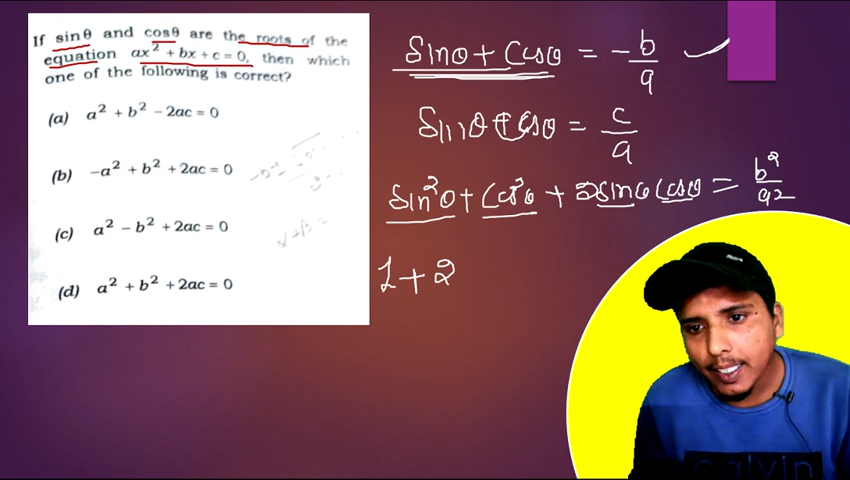 If sinθ and cosθ are the roots of the
equation ax² + bx + c = 0, then which
one of the following is correct?
(a) a² + b² − 2ac = 0
(b) −a² + b² + 2ac = 0
(c) a² − b² + 2ac = 0
(d) a² + b² + 2ac = 0
Sinθ + Cosθ = −b/a
Sinθ Cosθ = c/a
Sin²θ + Cos²θ + 2Sinθ Cosθ = b²/a²
1 + 2